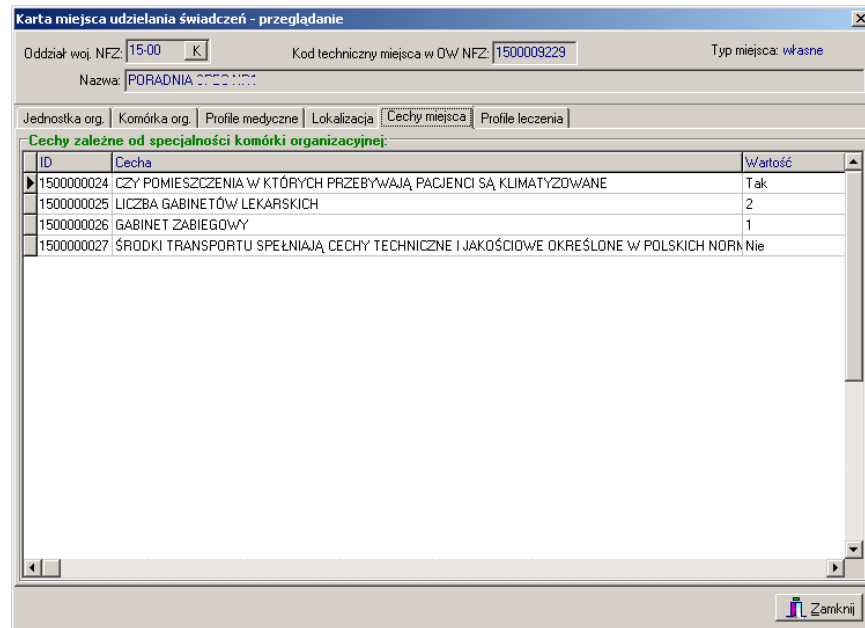 Karta miejsca udzielania świadczeń - przeglądanie
Oddział woj. NFZ: 15-00 K Kod techniczny miejsca w OW NFZ: 1500009229 Typ miejsca: własne
Nazwa: PORADNIA
Jednostka org. Komórka org. Profile medyczne Lokalizacja Cechy miejsca Profile leczenia
Cechy zależne od specjalności komórki organizacyjnej:
ID Cecha Wartość
1500000024 CZY POMIESZCZENIA W KTÓRYCH PRZEBYWAJĄ PACJENCI SĄ KLIMATYZOWANE Tak
1500000025 LICZBA GABINETÓW LEKARSKICH 2
1500000026 GABINET ZABIEGOWY 1
1500000027 ŚRODKI TRANSPORTU SPEŁNIAJĄ CECHY TECHNICZNE I JAKOŚCIOWE OKREŚLONE W POLSKICH NORM Nie
Zamknij